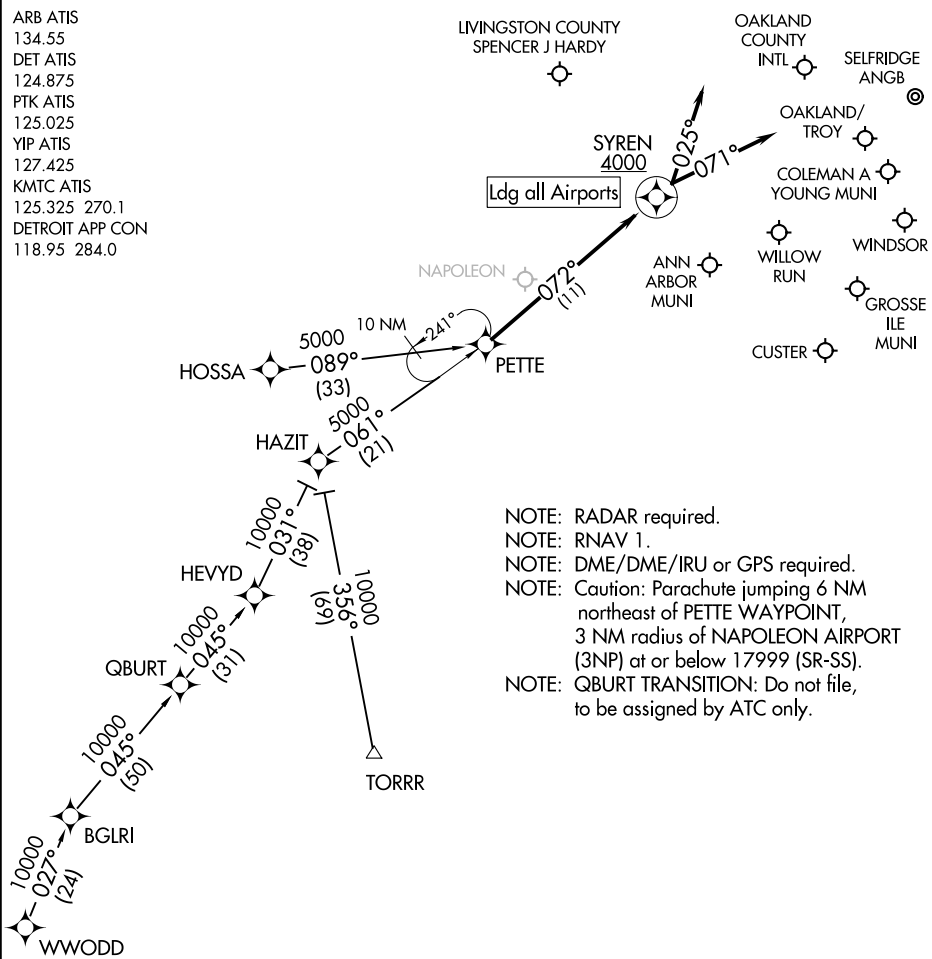 ARB ATIS
134.55
DET ATIS
124.875
PTK ATIS
125.025
YIP ATIS
127.425
KMTC ATIS
125.325 270.1
DETROIT APP CON
118.95 284.0
LIVINGSTON COUNTY
SPENCER J HARDY
OAKLAND
COUNTY
INTL
SELFRIDGE
ANGB
OAKLAND/
TROY
SYREN
4000
025°
071°
Ldg all Airports
COLEMAN A
YOUNG MUNI
WINDSOR
WILLOW
RUN
ANN
ARBOR
MUNI
GROSSE
ILE
MUNI
CUSTER
NAPOLEON
072°
(11)
10 NM
241°
PETTE
HOSSA
5000
089°
(33)
5000
061°
(21)
HAZIT
10000
031°
(38)
HEVYD
10000
356°
(69)
TORRR
10000
045°
(31)
QBURT
10000
045°
(50)
BGLRI
10000
027°
(24)
WWODD
NOTE: RADAR required.
NOTE: RNAV 1.
NOTE: DME/DME/IRU or GPS required.
NOTE: Caution: Parachute jumping 6 NM
northeast of PETTE WAYPOINT,
3 NM radius of NAPOLEON AIRPORT
(3NP) at or below 17999 (SR-SS).
NOTE: QBURT TRANSITION: Do not file,
to be assigned by ATC only.